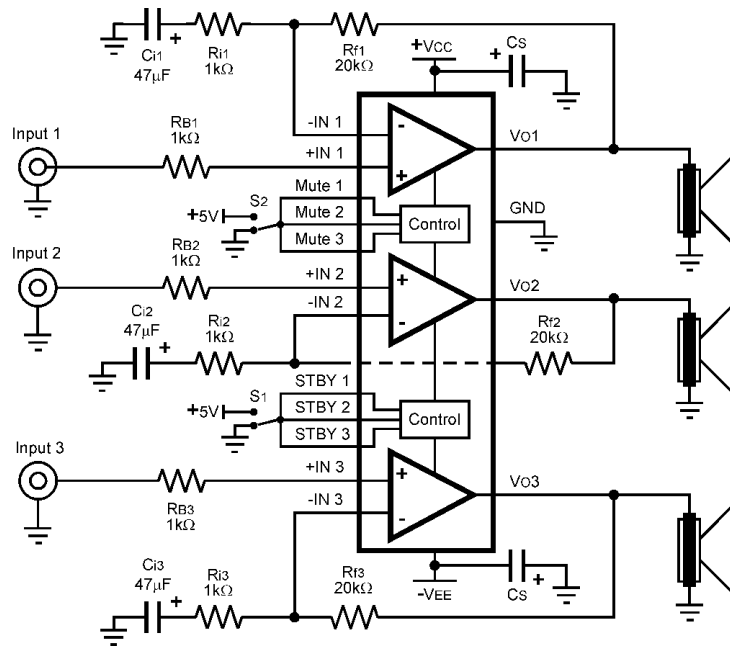 Ci1
47µF
+
Ri1
1kΩ
Rf1
20kΩ
+VCC
+
CS
Input 1
RB1
1kΩ
-IN 1
+IN 1
-
+
VO1
Mute 1
Mute 2
Mute 3
S2
+5V
Control
GND
Input 2
RB2
1kΩ
+IN 2
-IN 2
+
-
VO2
Ci2
47µF
+
Ri2
1kΩ
Rf2
20kΩ
STBY 1
STBY 2
STBY 3
S1
+5V
Control
Input 3
RB3
1kΩ
+IN 3
-IN 3
+
-
VO3
Ci3
47µF
+
Ri3
1kΩ
Rf3
20kΩ
-VEE
CS
+